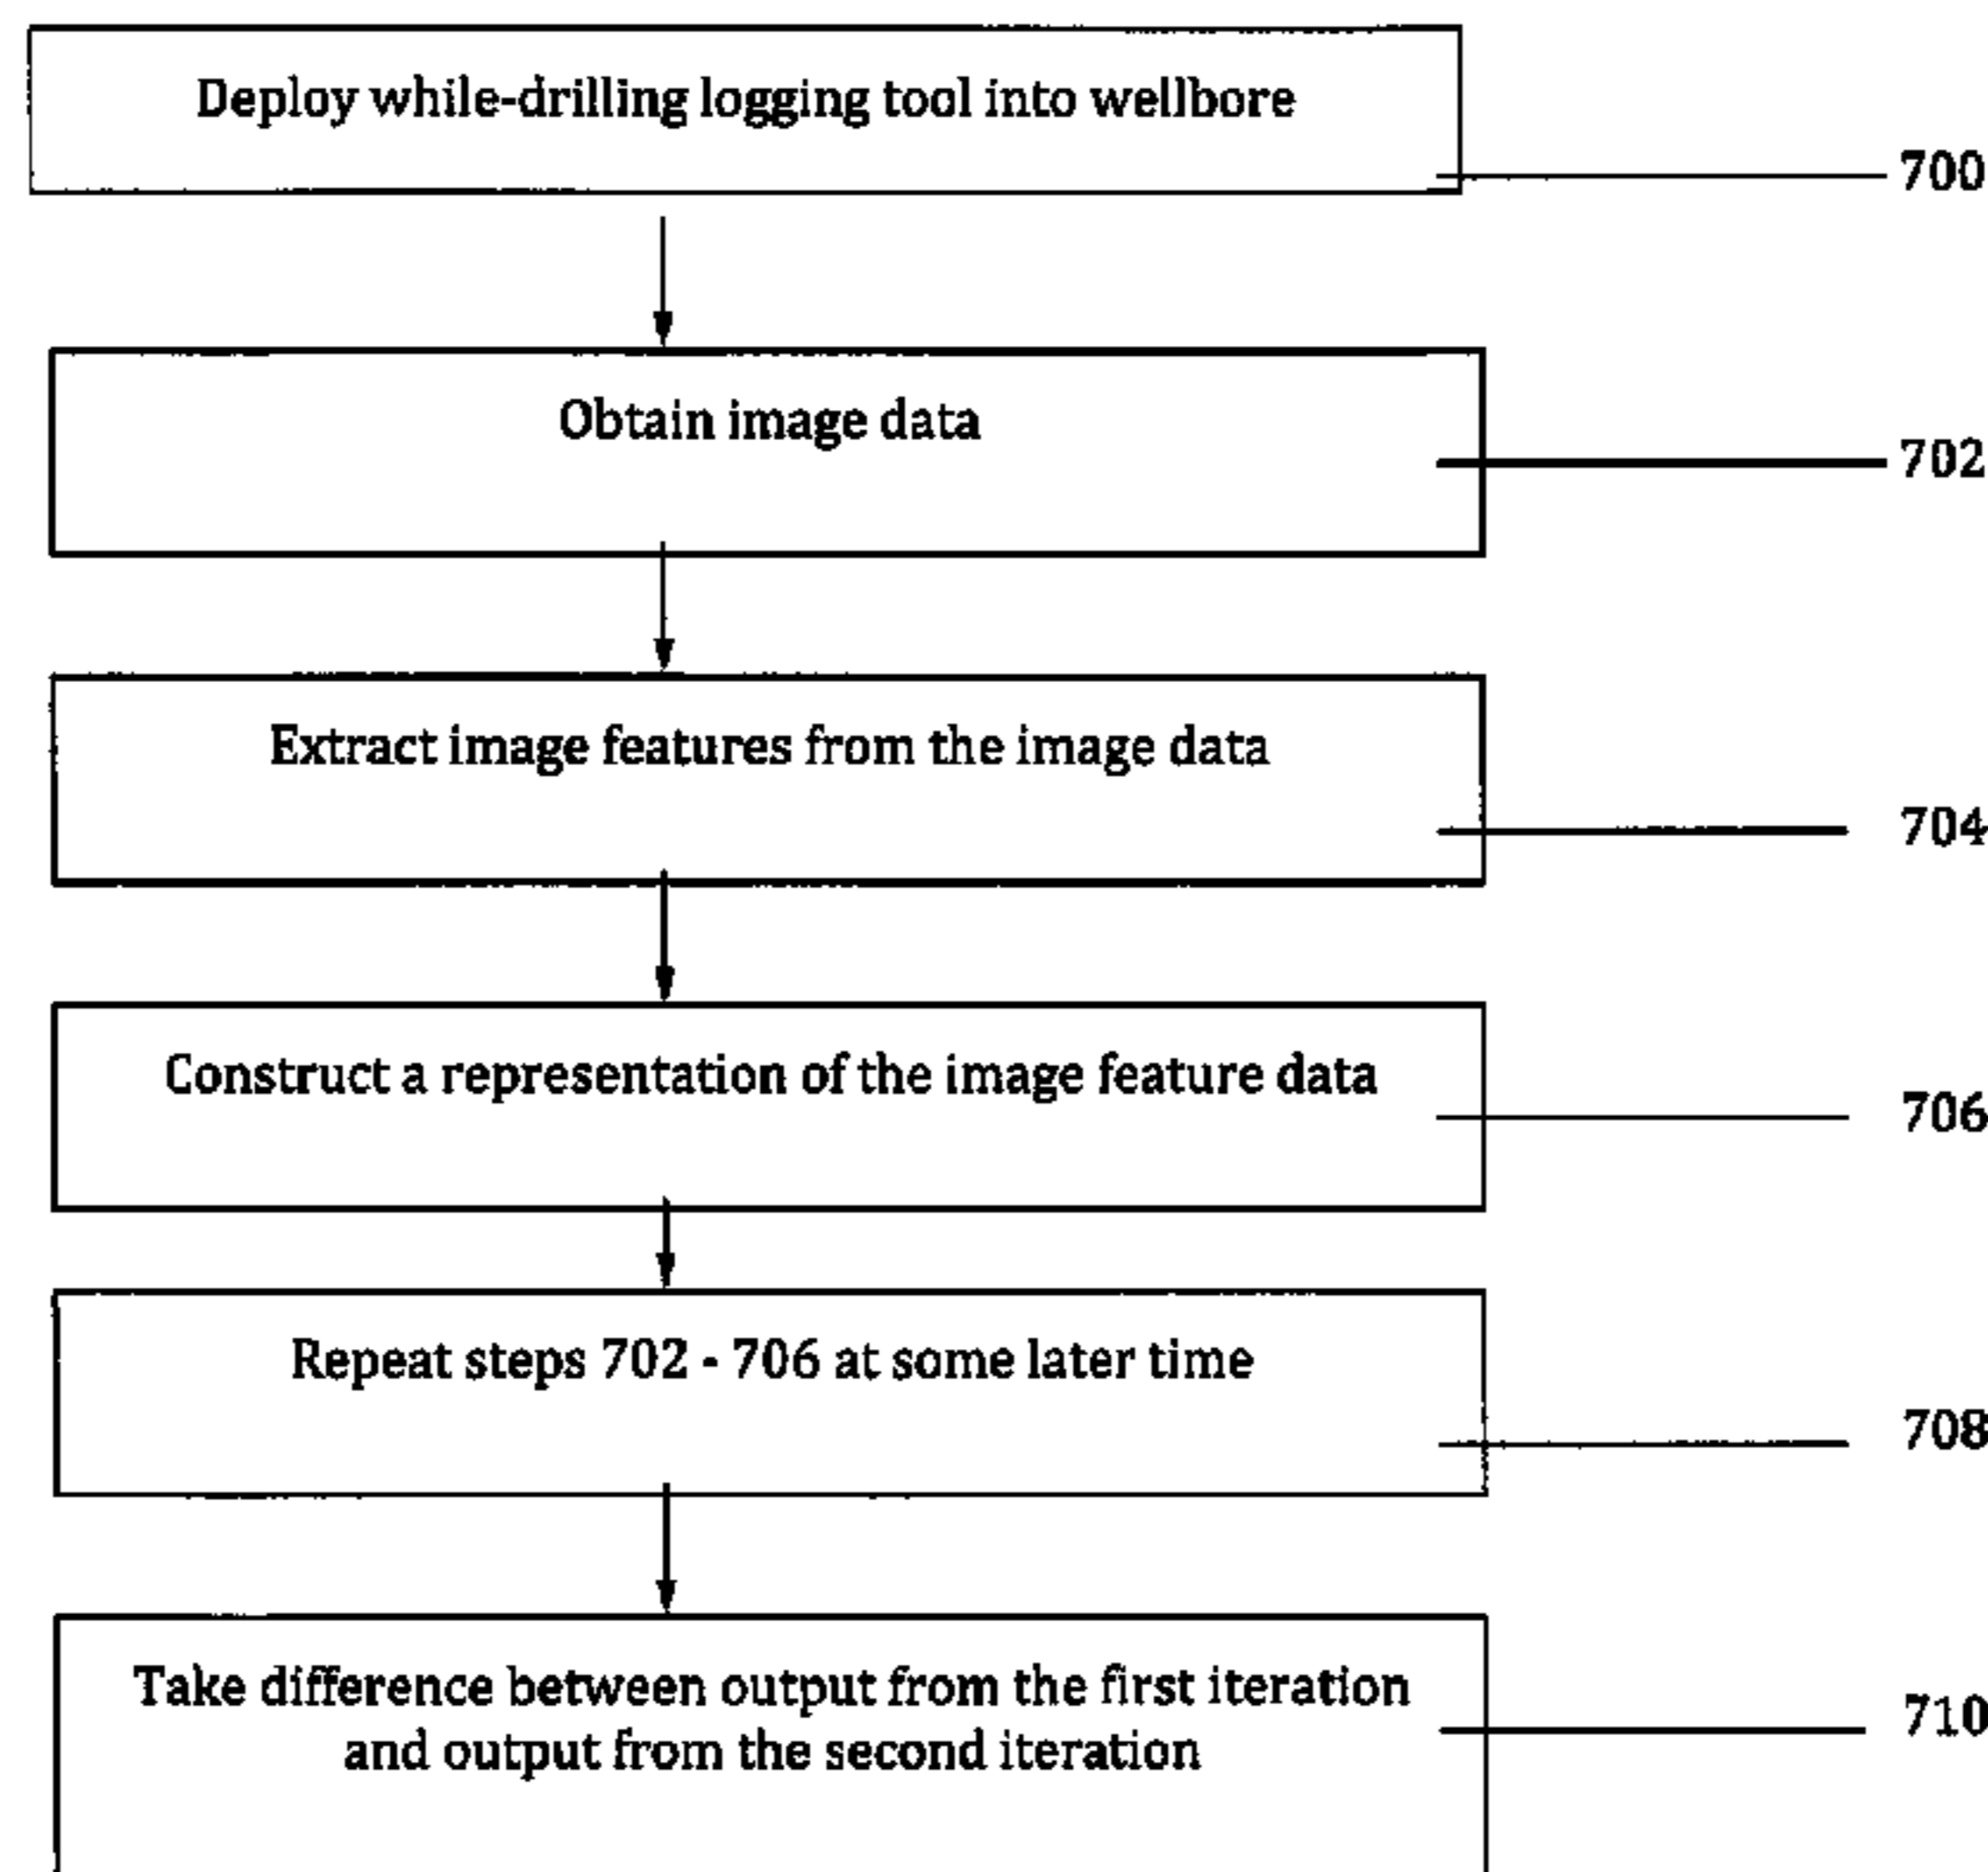 Deploy while-drilling logging tool into wellbore
700
Obtain image data
702
Extract image features from the image data
704
Construct a representation of the image feature data
706
Repeat steps 702 - 706 at some later time
708
Take difference between output from the first iteration
and output from the second iteration
710